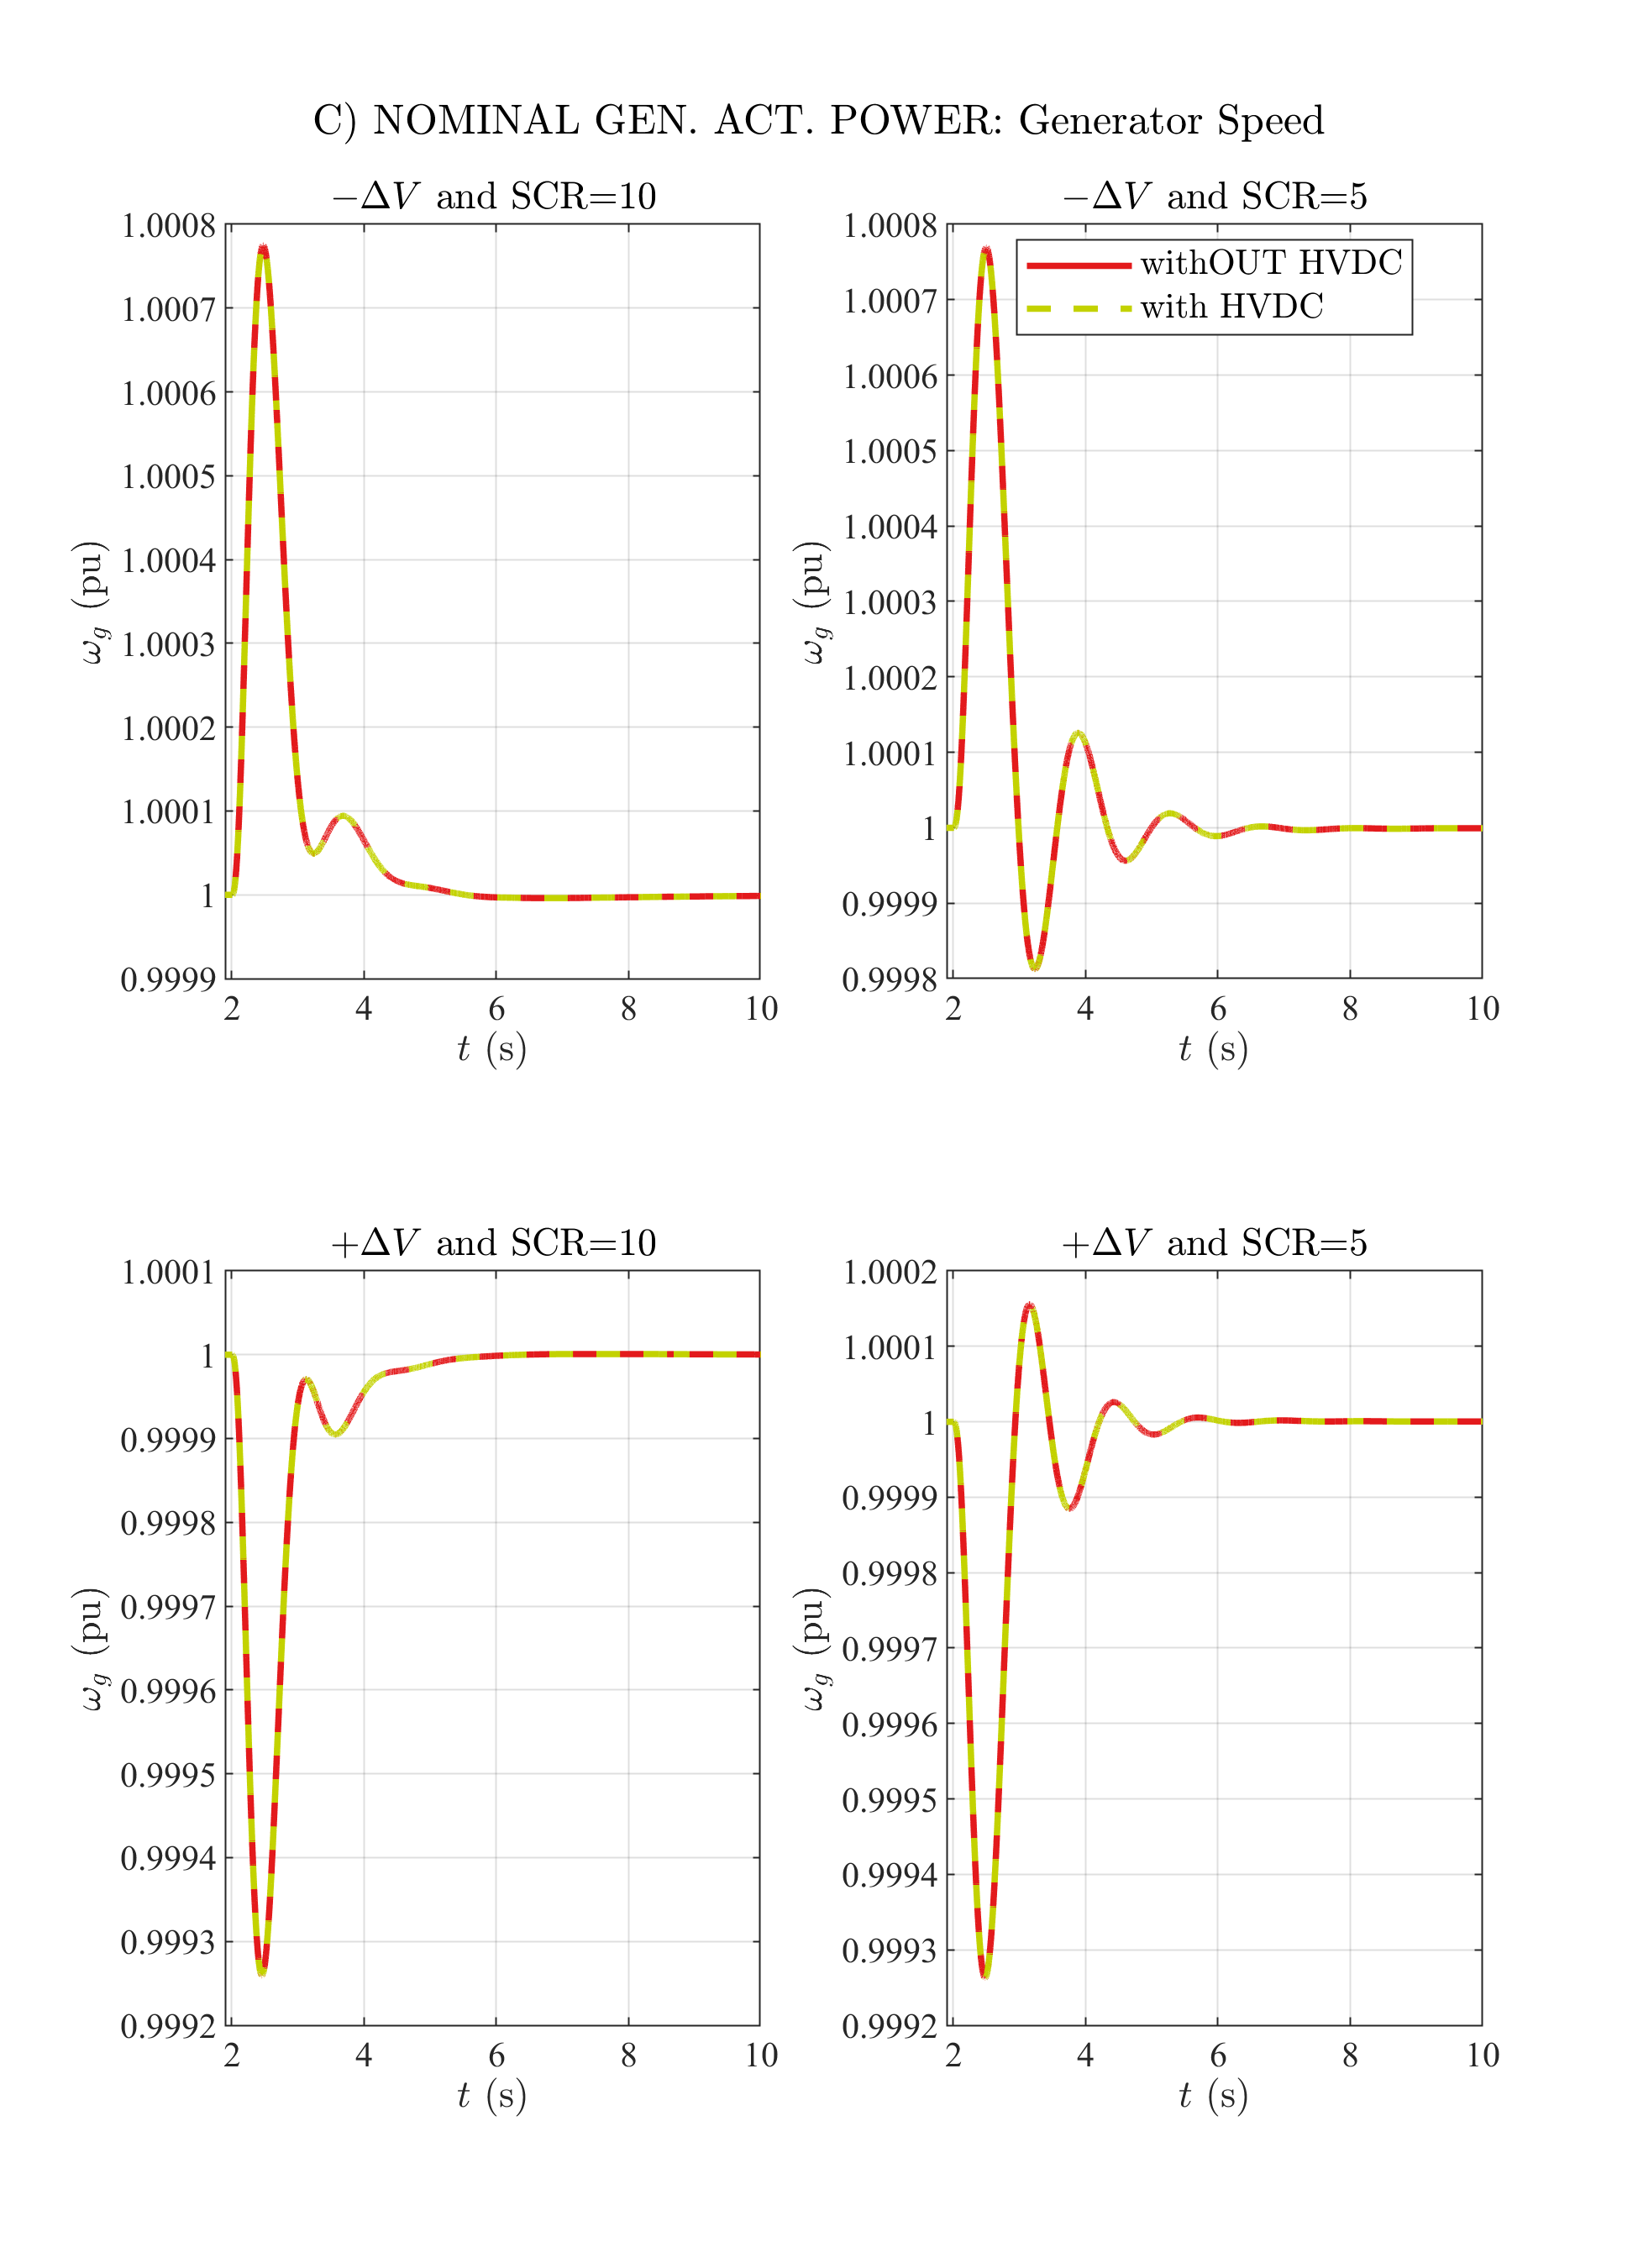 C) NOMINAL GEN. ACT. POWER: Generator Speed
−ΔV and SCR=10
1.0008
1.0007
1.0006
1.0005
1.0004
1.0003
1.0002
1.0001
1
0.9999
ωg (pu)
2 4 6 8 10
t (s)
−ΔV and SCR=5
withOUT HVDC
with HVDC
1.0008
1.0007
1.0006
1.0005
1.0004
1.0003
1.0002
1.0001
1
0.9999
0.9998
ωg (pu)
2 4 6 8 10
t (s)
+ΔV and SCR=10
1.0001
1
0.9999
0.9998
0.9997
0.9996
0.9995
0.9994
0.9993
0.9992
ωg (pu)
2 4 6 8 10
t (s)
+ΔV and SCR=5
1.0002
1.0001
1
0.9999
0.9998
0.9997
0.9996
0.9995
0.9994
0.9993
0.9992
ωg (pu)
2 4 6 8 10
t (s)